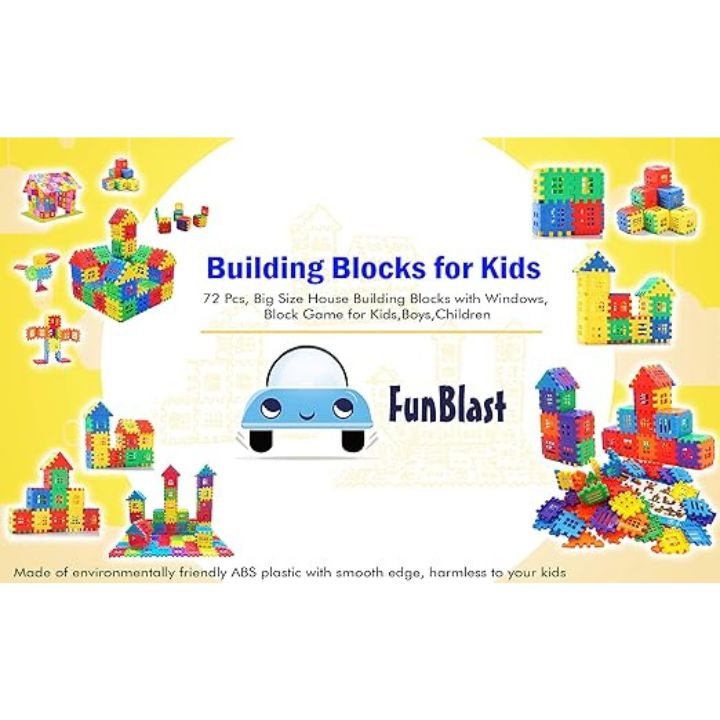 Building Blocks for Kids
72 Pcs, Big Size House Building Blocks with Windows,
Block Game for Kids,Boys,Children
FunBlast
Made of environmentally friendly ABS plastic with smooth edge, harmless to your kids